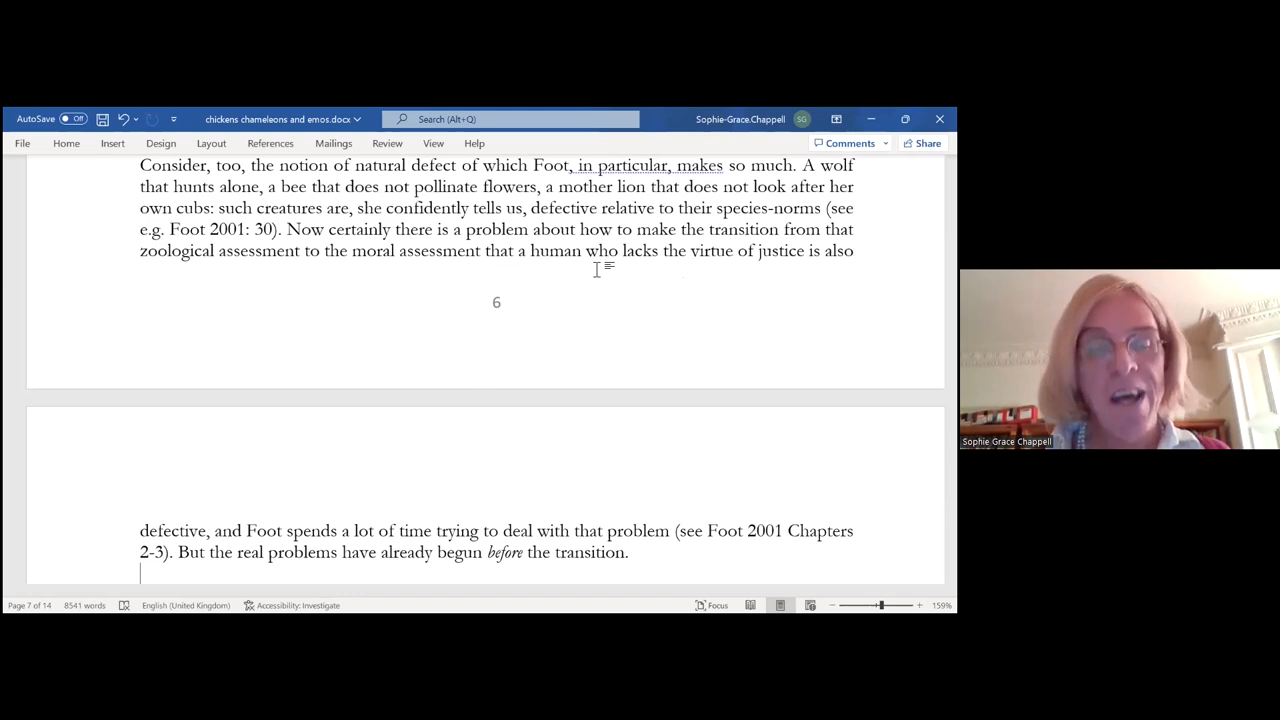 AutoSave Off chickens chameleons and emos.docx Search (Alt+Q) Sophie-Grace.Chappell SG
File Home Insert Design Layout References Mailings Review View Help Comments Share
Consider, too, the notion of natural defect of which Foot, in particular, makes so much. A wolf
that hunts alone, a bee that does not pollinate flowers, a mother lion that does not look after her
own cubs: such creatures are, she confidently tells us, defective relative to their species-norms (see
e.g. Foot 2001: 30). Now certainly there is a problem about how to make the transition from that
zoological assessment to the moral assessment that a human who lacks the virtue of justice is also
6
defective, and Foot spends a lot of time trying to deal with that problem (see Foot 2001 Chapters
2-3). But the real problems have already begun before the transition.
Page 7 of 14 8541 words English (United Kingdom) Accessibility: Investigate Focus 159%
Sophie Grace Chappell